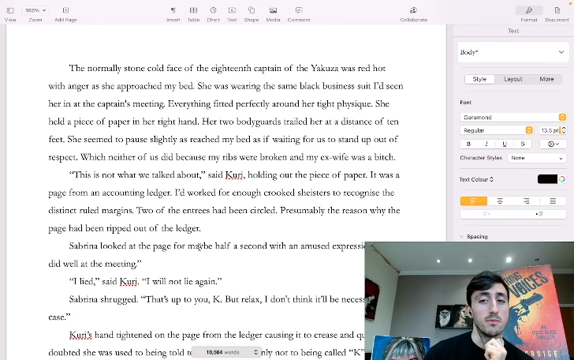 100%
View
Zoom
Add Page
Insert
Table
Chart
Text
Shape
Media
Comment
Collaborate
Format
Document
Text
Body*
Style
Layout
More
Font
Garamond
Regular
13.5 pt
B I U S
Character Styles
None
Text Colour
Spacing
The normally stone cold face of the eighteenth captain of the Yakuza was red hot
with anger as she approached my bed. She was wearing the same black business suit I'd seen
her in at the captain's meeting. Everything fitted perfectly around her tight physique. She
held a piece of paper in her right hand. Her two bodyguards trailed her at a distance of ten
feet. She seemed to pause slightly as reached my bed as if waiting for us to stand up out of
respect. Which neither of us did because my ribs were broken and my ex-wife was a bitch.
"This is not what we talked about," said Kuri, holding out the piece of paper. It was a
page from an accounting ledger. I'd worked for enough crooked sheisters to recognise the
distinct ruled margins. Two of the entrees had been circled. Presumably the reason why the
page had been ripped out of the ledger.
Sabrina looked at the page for maybe half a second with an amused
did well at the meeting."
"I lied," said Kuri. "I will not lie again."
Sabrina shrugged. "That's up to you, K. But relax, I don't think it'll be
case."
Kuri's hand tightened on the page from the ledger causing it to crease and
doubted she was used to being told
only not to being called "K"
13,564 words
VOICES